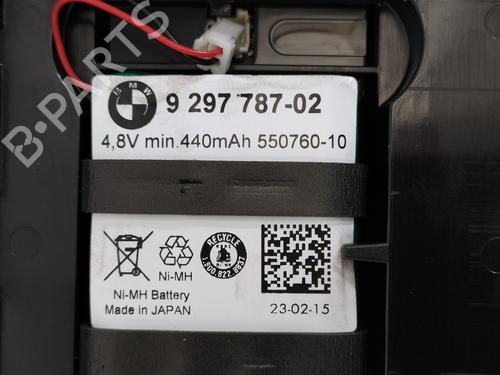 B-PARTS
BMW
9 297 787-02
4,8V min.440mAh 550760-10
RECYCLE
1.800.822.8837
Ni-MH
Ni-MH Battery
Made in JAPAN
23-02-15